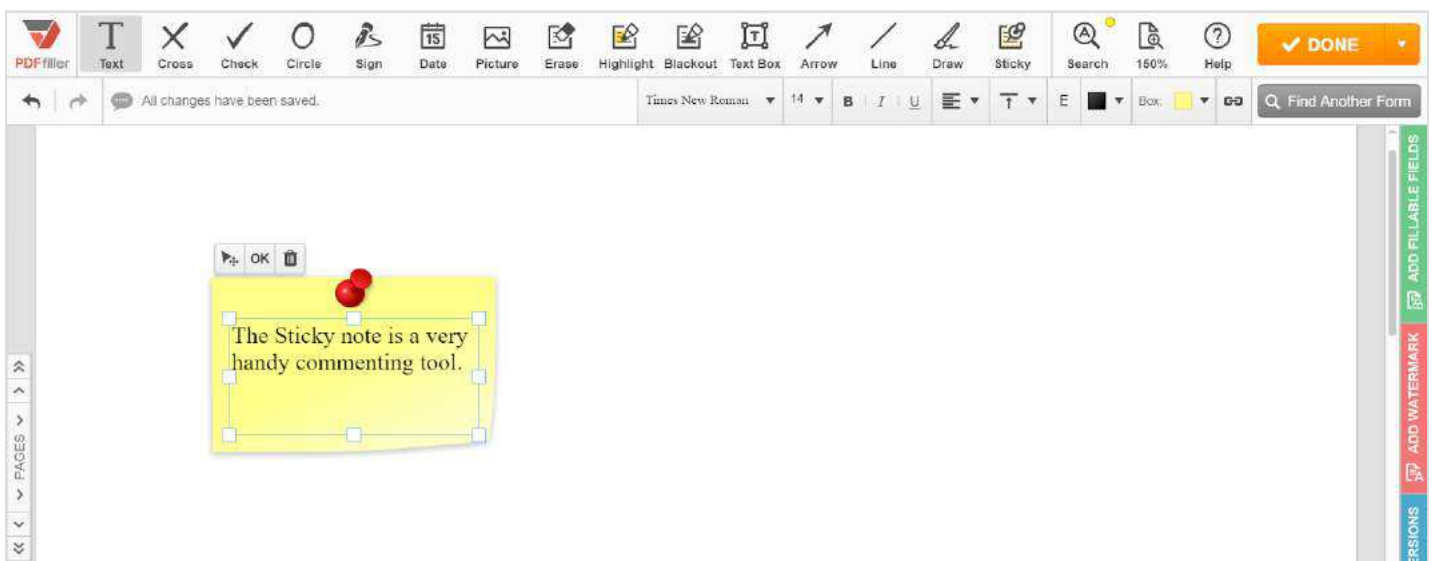 PDFfiller
Text
Cross
Check
Circle
Sign
15
Date
Picture
Erase
Highlight
Blackout
T
Text Box
Arrow
Line
Draw
Sticky
A
Search
150%
?
Help
DONE
All changes have been saved.
Times New Roman
14
B
I
U
E
Box:
Find Another Form
OK
The Sticky note is a very
handy commenting tool.
PAGES
ADD FILLABLE FIELDS
ADD WATERMARK
ERSIONS